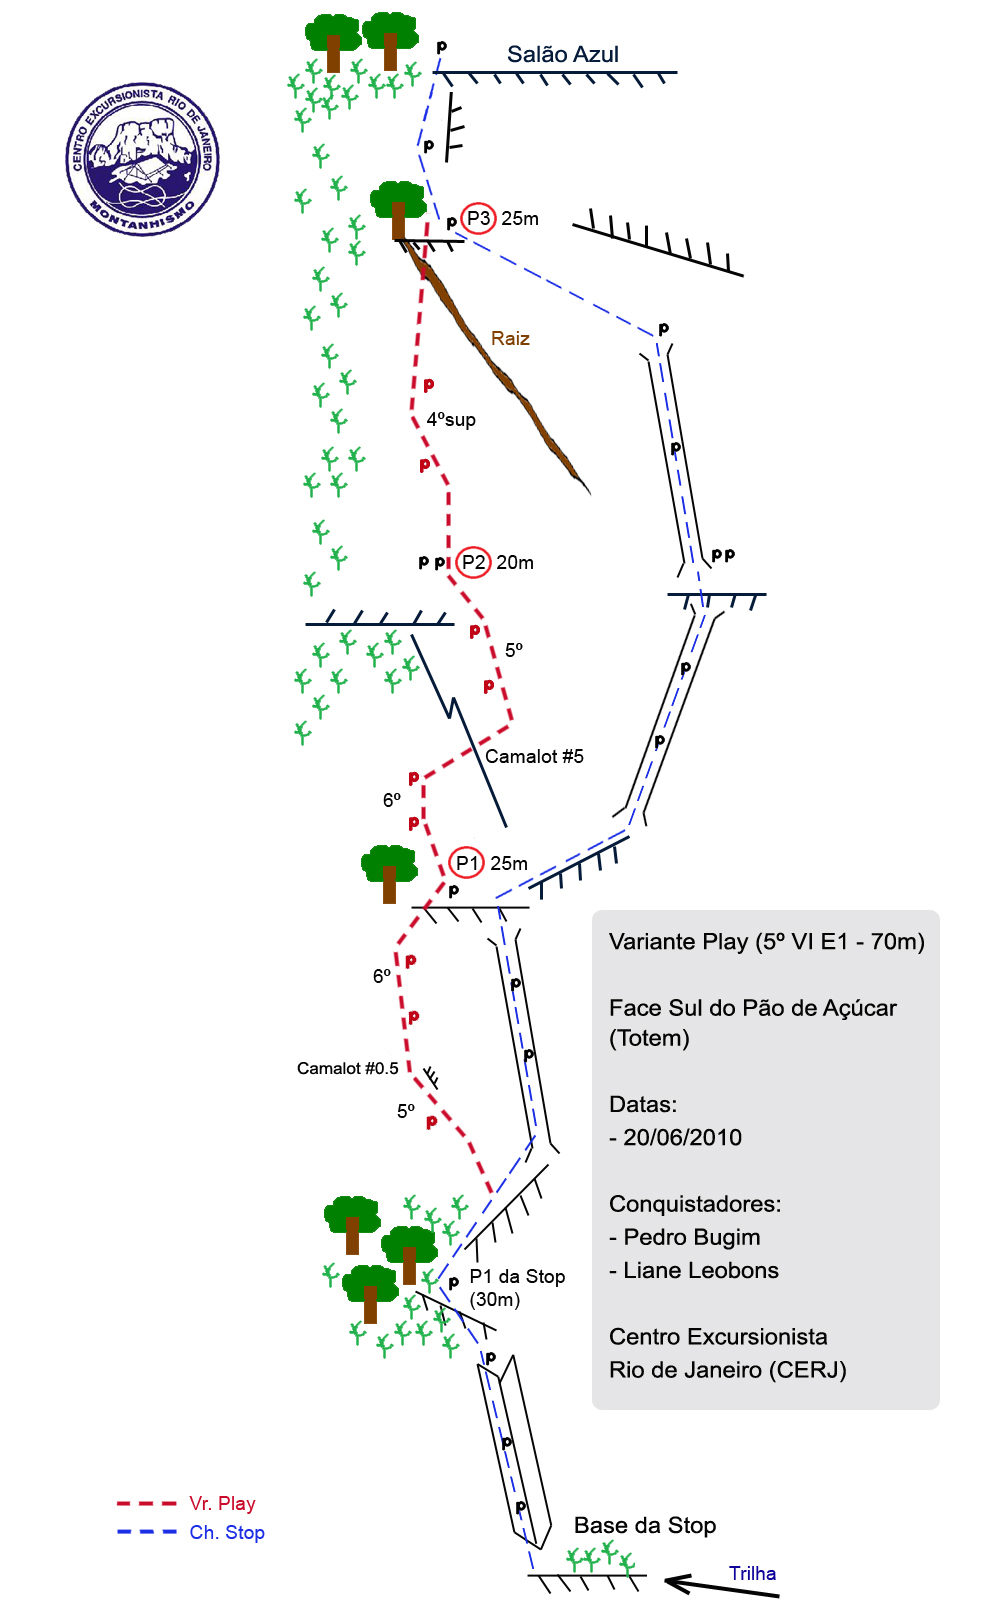 Salão Azul
CENTRO EXCURSIONISTA RIO DE JANEIRO
MONTANHISMO
p
p
p P3 25m
p
Raiz
p
4ºsup
p
p
p p P2 20m
p p
p
5º
p
p
p
Camalot #5
p
6º
p
P1 25m
p
Variante Play (5º VI E1 - 70m)
p
6º
p
Face Sul do Pão de Açúcar
(Totem)
p
p
Camalot #0.5
5º
p
Datas:
- 20/06/2010
Conquistadores:
- Pedro Bugim
- Liane Leobons
p P1 da Stop
(30m)
Centro Excursionista
Rio de Janeiro (CERJ)
p
p
p
Vr. Play
Ch. Stop
Base da Stop
Trilha